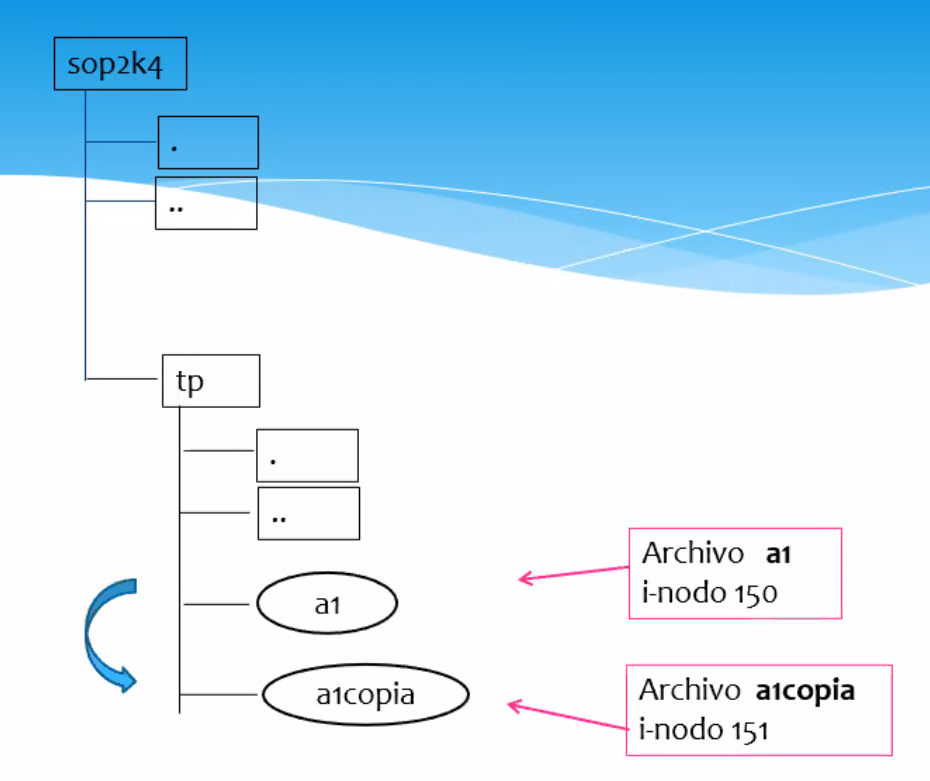 sop2k4
.
..
tp
.
..
a1
Archivo a1
i-nodo 150
a1copia
Archivo a1copia
i-nodo 151